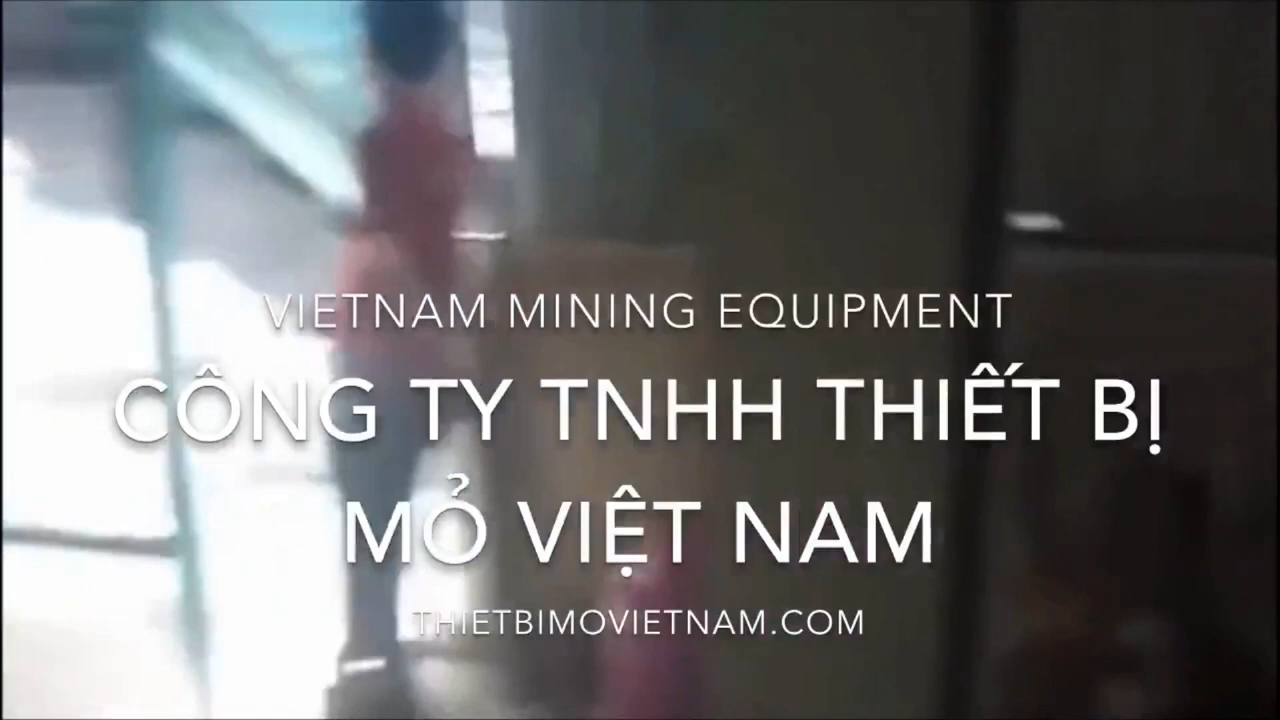 VIETNAM MINING EQUIPMENT
CÔNG TY TNHH THIẾT BỊ
MỎ VIỆT NAM
THIETBIMOVIETNAM.COM